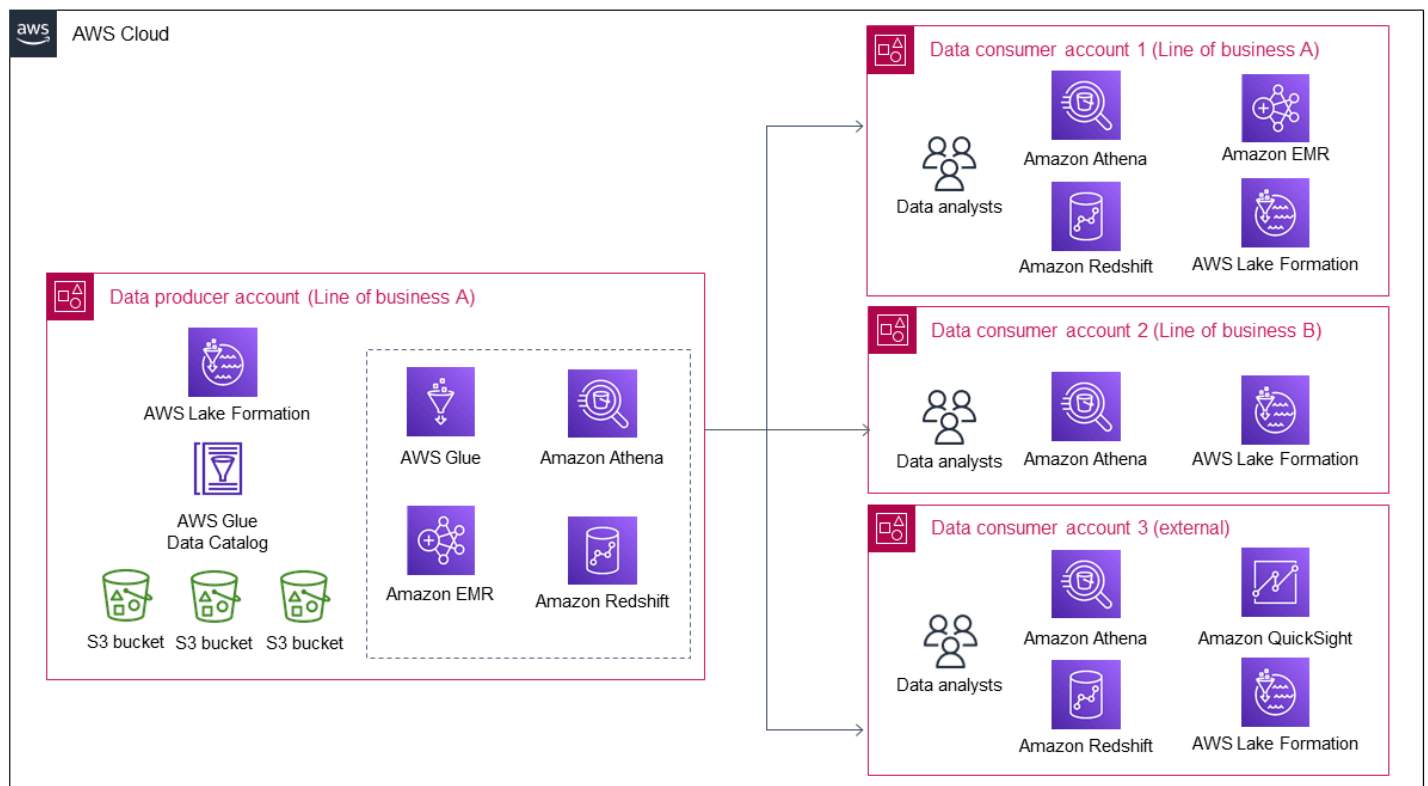 aws
AWS Cloud
Data producer account (Line of business A)
AWS Lake Formation
AWS Glue
Data Catalog
S3 bucket
S3 bucket
S3 bucket
AWS Glue
Amazon Athena
Amazon EMR
Amazon Redshift
Data consumer account 1 (Line of business A)
Data analysts
Amazon Athena
Amazon EMR
Amazon Redshift
AWS Lake Formation
Data consumer account 2 (Line of business B)
Data analysts
Amazon Athena
AWS Lake Formation
Data consumer account 3 (external)
Data analysts
Amazon Athena
Amazon QuickSight
Amazon Redshift
AWS Lake Formation